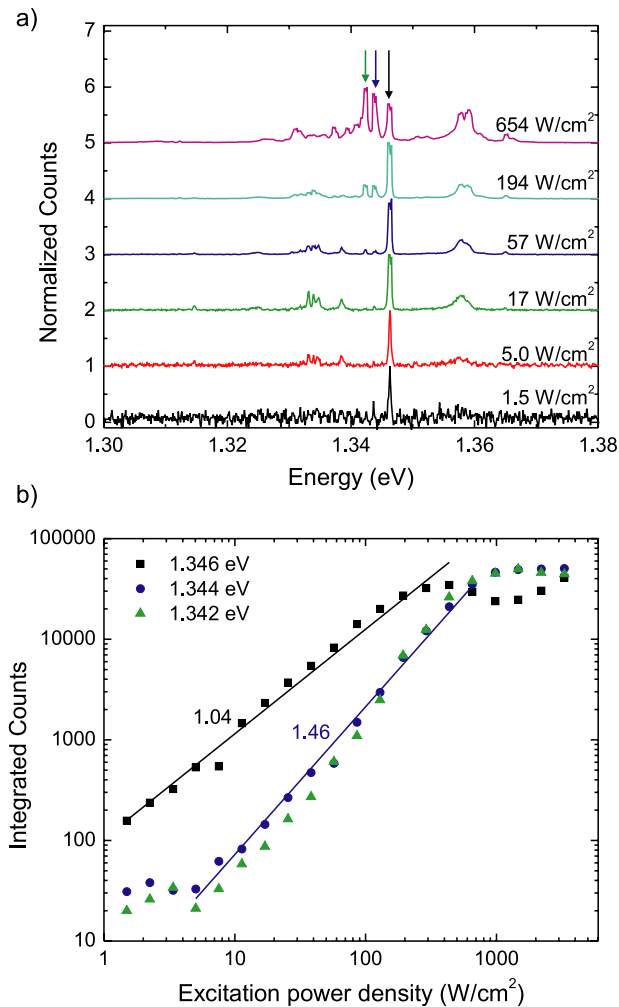 a)
7
6
5
4
3
2
1
0
Normalized Counts
654 W/cm²
194 W/cm²
57 W/cm²
17 W/cm²
5.0 W/cm²
1.5 W/cm²
1.30 1.32 1.34 1.36 1.38
Energy (eV)
b)
100000
10000
1000
100
10
Integrated Counts
1.346 eV
1.344 eV
1.342 eV
1.04
1.46
1 10 100 1000
Excitation power density (W/cm²)